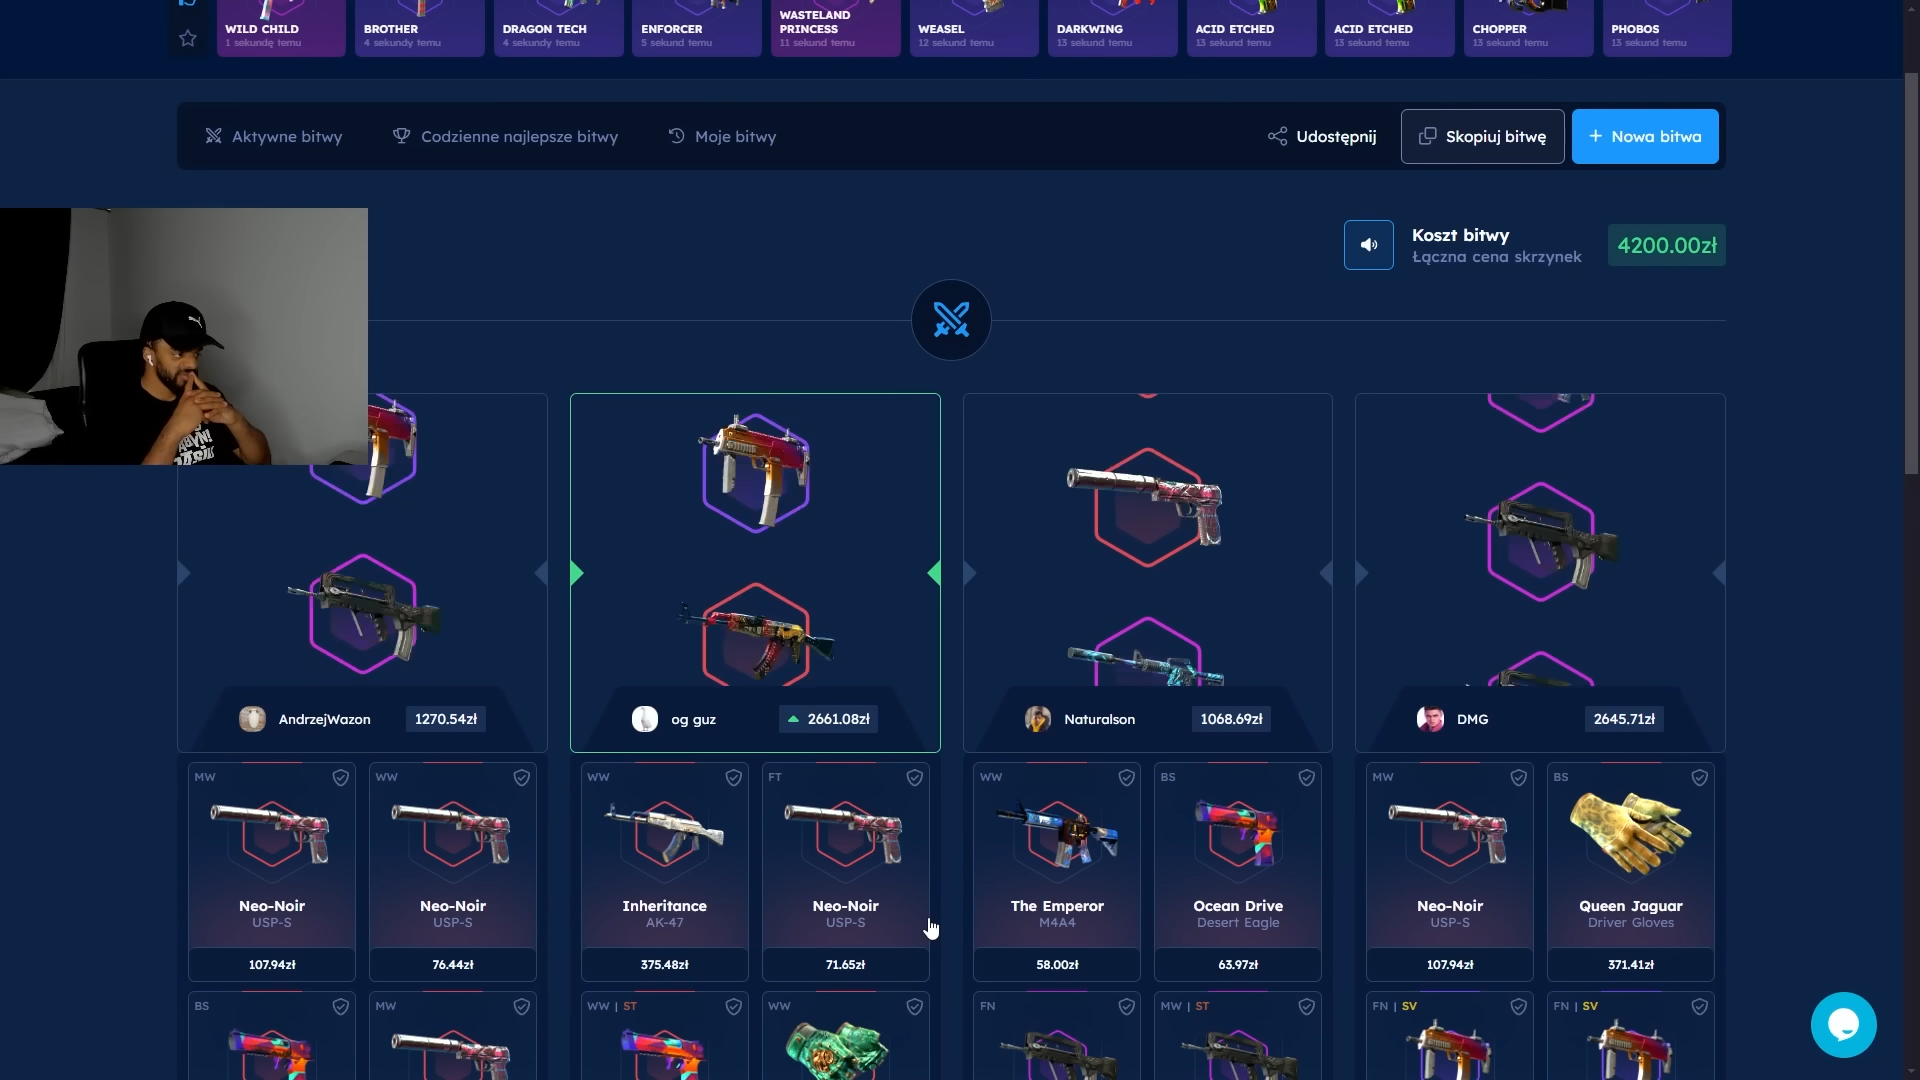 WILD CHILD
1 sekundę temu
BROTHER
4 sekundy temu
DRAGON TECH
4 sekundy temu
ENFORCER
5 sekund temu
WASTELAND
PRINCESS
11 sekund temu
WEASEL
12 sekund temu
DARKWING
13 sekund temu
ACID ETCHED
13 sekund temu
ACID ETCHED
13 sekund temu
CHOPPER
13 sekund temu
PHOBOS
13 sekund temu
Aktywne bitwy
Codzienne najlepsze bitwy
Moje bitwy
Udostępnij
Skopiuj bitwę
+ Nowa bitwa
Koszt bitwy
Łączna cena skrzynek
4200.00zł
AndrzejWazon
1270.54zł
og guz
2661.08zł
Naturalson
1068.69zł
DMG
2645.71zł
MW
Neo-Noir
USP-S
107.94zł
WW
Neo-Noir
USP-S
76.44zł
WW
Inheritance
AK-47
375.48zł
FT
Neo-Noir
USP-S
71.65zł
WW
The Emperor
M4A4
58.00zł
BS
Ocean Drive
Desert Eagle
63.97zł
MW
Neo-Noir
USP-S
107.94zł
BS
Queen Jaguar
Driver Gloves
371.41zł
BS
MW
WW | ST
WW
FN
MW | ST
FN | SV
FN | SV